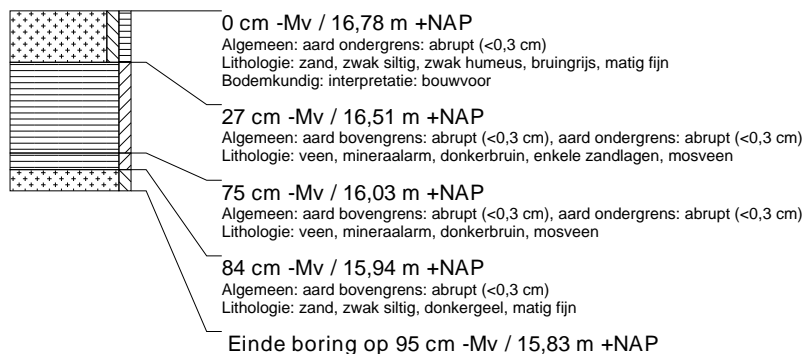 0 cm -Mv / 16,78 m +NAP
Algemeen: aard ondergrens: abrupt (<0,3 cm)
Lithologie: zand, zwak siltig, zwak humeus, bruingrijs, matig fijn
Bodemkundig: interpretatie: bouwvoor
27 cm -Mv / 16,51 m +NAP
Algemeen: aard bovengrens: abrupt (<0,3 cm), aard ondergrens: abrupt (<0,3 cm)
Lithologie: veen, mineraalarm, donkerbruin, enkele zandlagen, mosveen
75 cm -Mv / 16,03 m +NAP
Algemeen: aard bovengrens: abrupt (<0,3 cm), aard ondergrens: abrupt (<0,3 cm)
Lithologie: veen, mineraalarm, donkerbruin, mosveen
84 cm -Mv / 15,94 m +NAP
Algemeen: aard bovengrens: abrupt (<0,3 cm)
Lithologie: zand, zwak siltig, donkergeel, matig fijn
Einde boring op 95 cm -Mv / 15,83 m +NAP